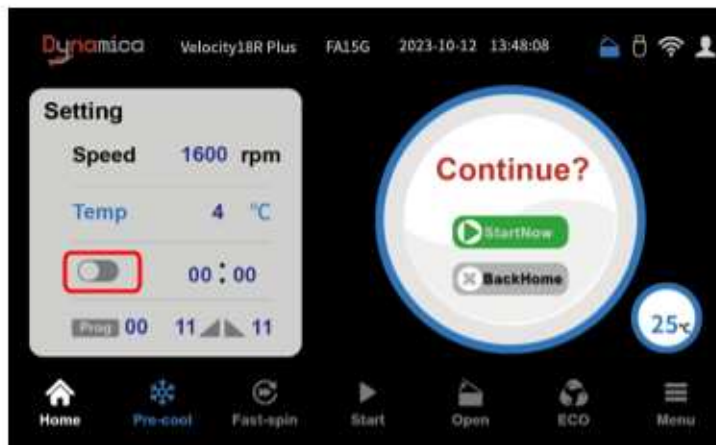 Dynamica Velocity18R Plus FA15G 2023-10-12 13:48:08
Setting
Speed 1600 rpm
Temp 4 °C
00:00
Prog 00 11 11
Continue?
StartNow
BackHome
25℃
Home Pre-cool Fast-spin Start Open ECO Menu